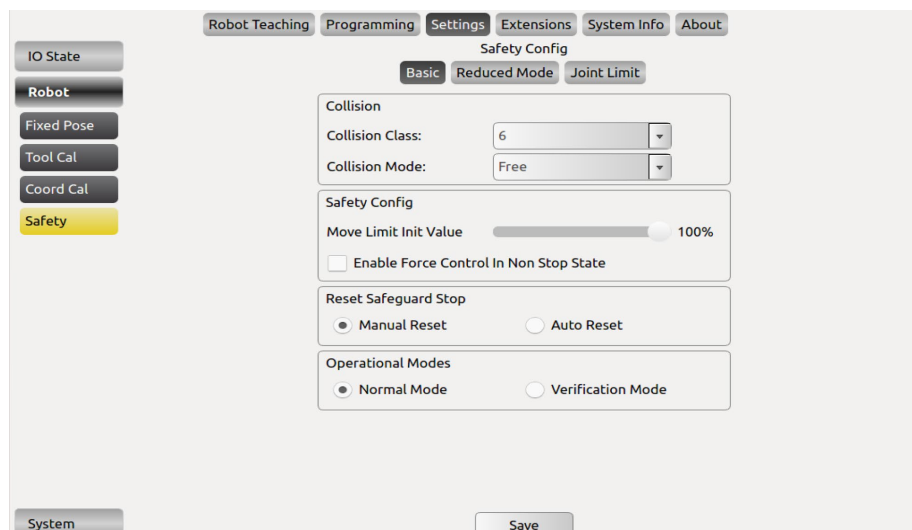 Robot Teaching Programming Settings Extensions System Info About
Safety Config
IO State
Basic Reduced Mode Joint Limit
Robot
Fixed Pose
Tool Cal
Coord Cal
Safety
Collision
Collision Class: 6
Collision Mode: Free
Safety Config
Move Limit Init Value 100%
Enable Force Control In Non Stop State
Reset Safeguard Stop
Manual Reset Auto Reset
Operational Modes
Normal Mode Verification Mode
System Save